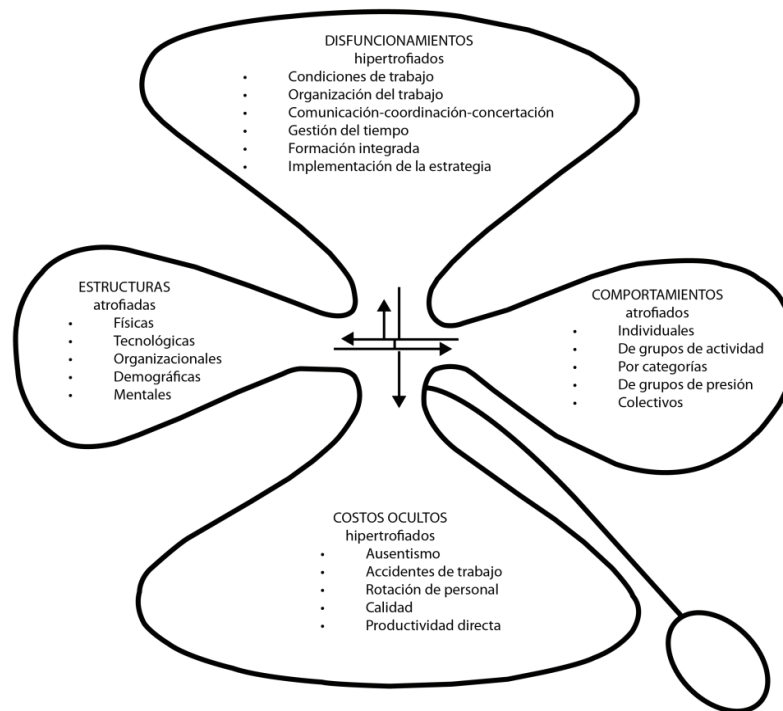 DISFUNCIONAMIENTOS
hipertrofiados
• Condiciones de trabajo
• Organización del trabajo
• Comunicación-coordinación-concertación
• Gestión del tiempo
• Formación integrada
• Implementación de la estrategia
ESTRUCTURAS
atrofiadas
• Físicas
• Tecnológicas
• Organizacionales
• Demográficas
• Mentales
COMPORTAMIENTOS
atrofiados
• Individuales
• De grupos de actividad
• Por categorías
• De grupos de presión
• Colectivos
COSTOS OCULTOS
hipertrofiados
• Ausentismo
• Accidentes de trabajo
• Rotación de personal
• Calidad
• Productividad directa